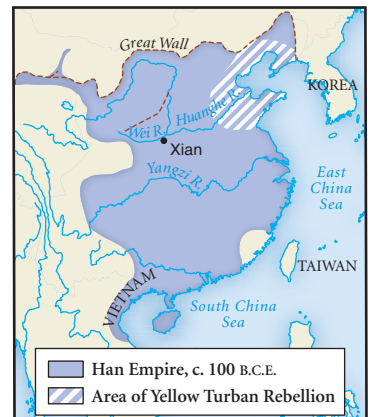 Great Wall
KOREA
Huanghe R.
Wei R.
Xian
Yangzi R.
East
China
Sea
TAIWAN
VIETNAM
South China
Sea
Han Empire, c. 100 B.C.E.
Area of Yellow Turban Rebellion